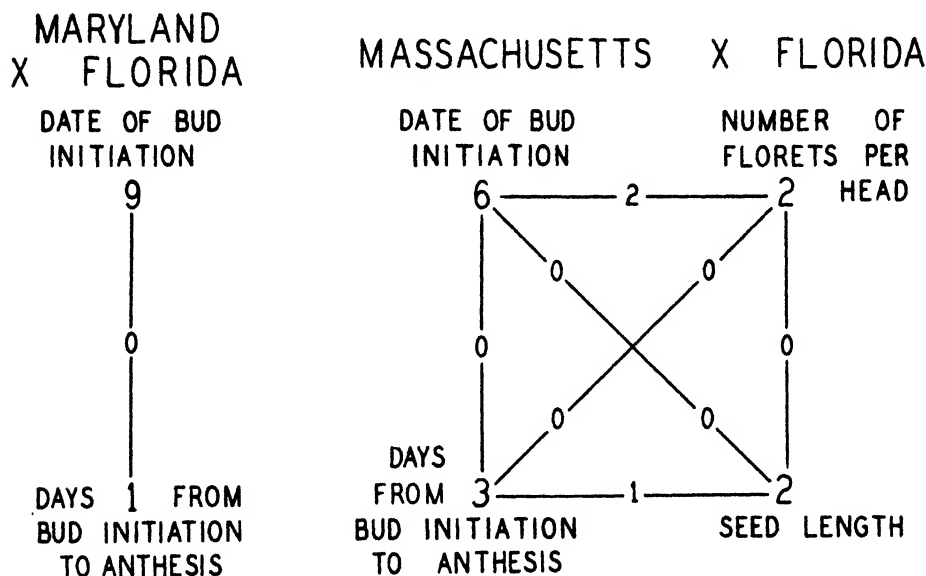 MARYLAND
X FLORIDA
DATE OF BUD
INITIATION
9
0
DAYS 1 FROM
BUD INITIATION
TO ANTHESIS
MASSACHUSETTS X FLORIDA
DATE OF BUD
INITIATION
NUMBER OF
FLORETS PER
HEAD
6 2 2
0 0
0 0
0 0
DAYS
FROM 3 1 2
BUD INITIATION
TO ANTHESIS
SEED LENGTH